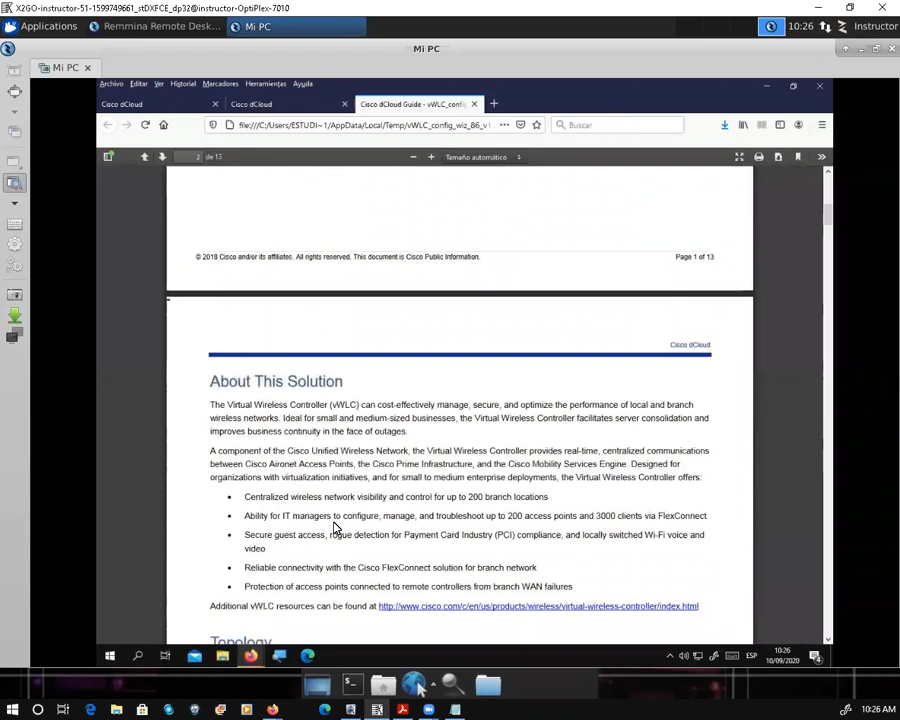 X2GO-instructor-51-1599749661_stDXFCE_dp32@instructor-OptiPlex-7010
Applications
Remmina Remote Desk...
Mi PC
10:26
Instructor
Mi PC
Mi PC
Archivo Editar Ver Historial Marcadores Herramientas Ayuda
Cisco dCloud
Cisco dCloud
Cisco dCloud Guide - vWLC_config
file:///C:/Users/ESTUDI~1/AppData/Local/Temp/vWLC_config_wiz_86_v1
Buscar
2 de 13
Tamaño automático
© 2018 Cisco and/or its affiliates. All rights reserved. This document is Cisco Public Information.
Page 1 of 13
Cisco dCloud
About This Solution
The Virtual Wireless Controller (vWLC) can cost-effectively manage, secure, and optimize the performance of local and branch
wireless networks. Ideal for small and medium-sized businesses, the Virtual Wireless Controller facilitates server consolidation and
improves business continuity in the face of outages.
A component of the Cisco Unified Wireless Network, the Virtual Wireless Controller provides real-time, centralized communications
between Cisco Aironet Access Points, the Cisco Prime Infrastructure, and the Cisco Mobility Services Engine. Designed for
organizations with virtualization initiatives, and for small to medium enterprise deployments, the Virtual Wireless Controller offers:
• Centralized wireless network visibility and control for up to 200 branch locations
• Ability for IT managers to configure, manage, and troubleshoot up to 200 access points and 3000 clients via FlexConnect
• Secure guest access, rogue detection for Payment Card Industry (PCI) compliance, and locally switched Wi-Fi voice and
video
• Reliable connectivity with the Cisco FlexConnect solution for branch network
• Protection of access points connected to remote controllers from branch WAN failures
Additional vWLC resources can be found at http://www.cisco.com/c/en/us/products/wireless/virtual-wireless-controller/index.html
Topology
ESP
10:26
10/09/2020
4
10:26 AM